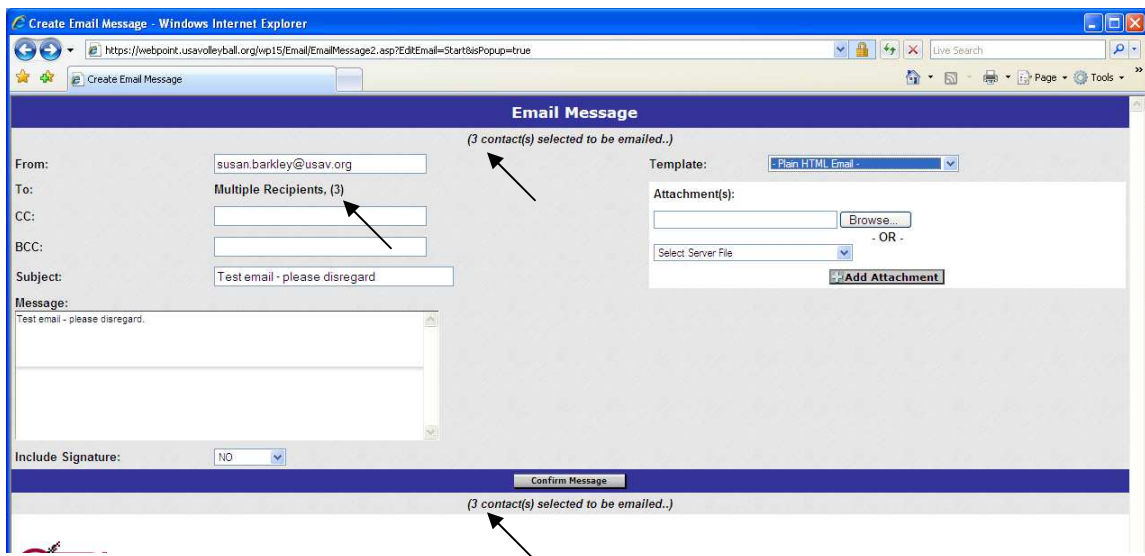 Create Email Message - Windows Internet Explorer
https://webpoint.usavolleyball.org/wp15/Email/EmailMessage2.asp?EditEmail=Start&isPopup=true
Live Search
Create Email Message
Page
Tools
Email Message
(3 contact(s) selected to be emailed..)
From:
susan.barkley@usav.org
Template:
- Plain HTML Email -
To:
Multiple Recipients, (3)
Attachment(s):
CC:
Browse...
- OR -
BCC:
Select Server File
Subject:
Test email - please disregard
Add Attachment
Message:
Test email - please disregard.
Include Signature:
NO
Confirm Message
(3 contact(s) selected to be emailed..)